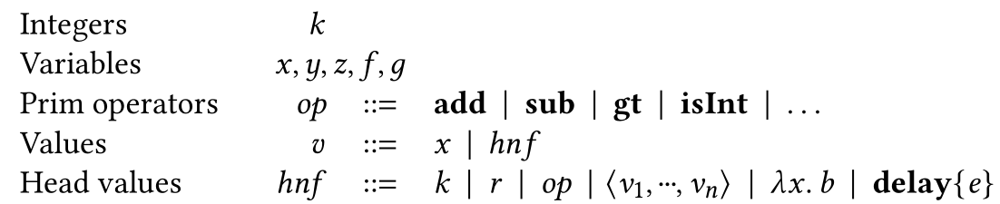 Integers k
Variables x, y, z, f, g
Prim operators op ::= add | sub | gt | isInt | ...
Values v ::= x | hnf
Head values hnf ::= k | r | op | ⟨v₁, ···, vₙ⟩ | λx. b | delay{e}